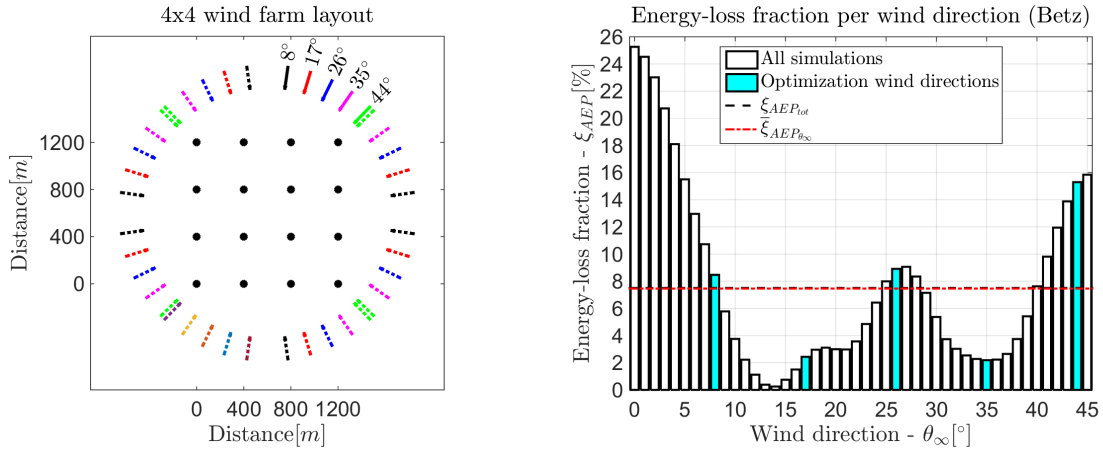 4x4 wind farm layout
8°
17°
26°
35°
44°
1200
800
400
0
0 400 800 1200
Distance[m]
Distance[m]
Energy-loss fraction per wind direction (Betz)
All simulations
Optimization wind directions
ξ_AEP_tot
ξ̄_AEP_θ∞
26
24
22
20
18
16
14
12
10
8
6
4
2
0
0 5 10 15 20 25 30 35 40 45
Energy-loss fraction - ξ_AEP[%]
Wind direction - θ∞[°]